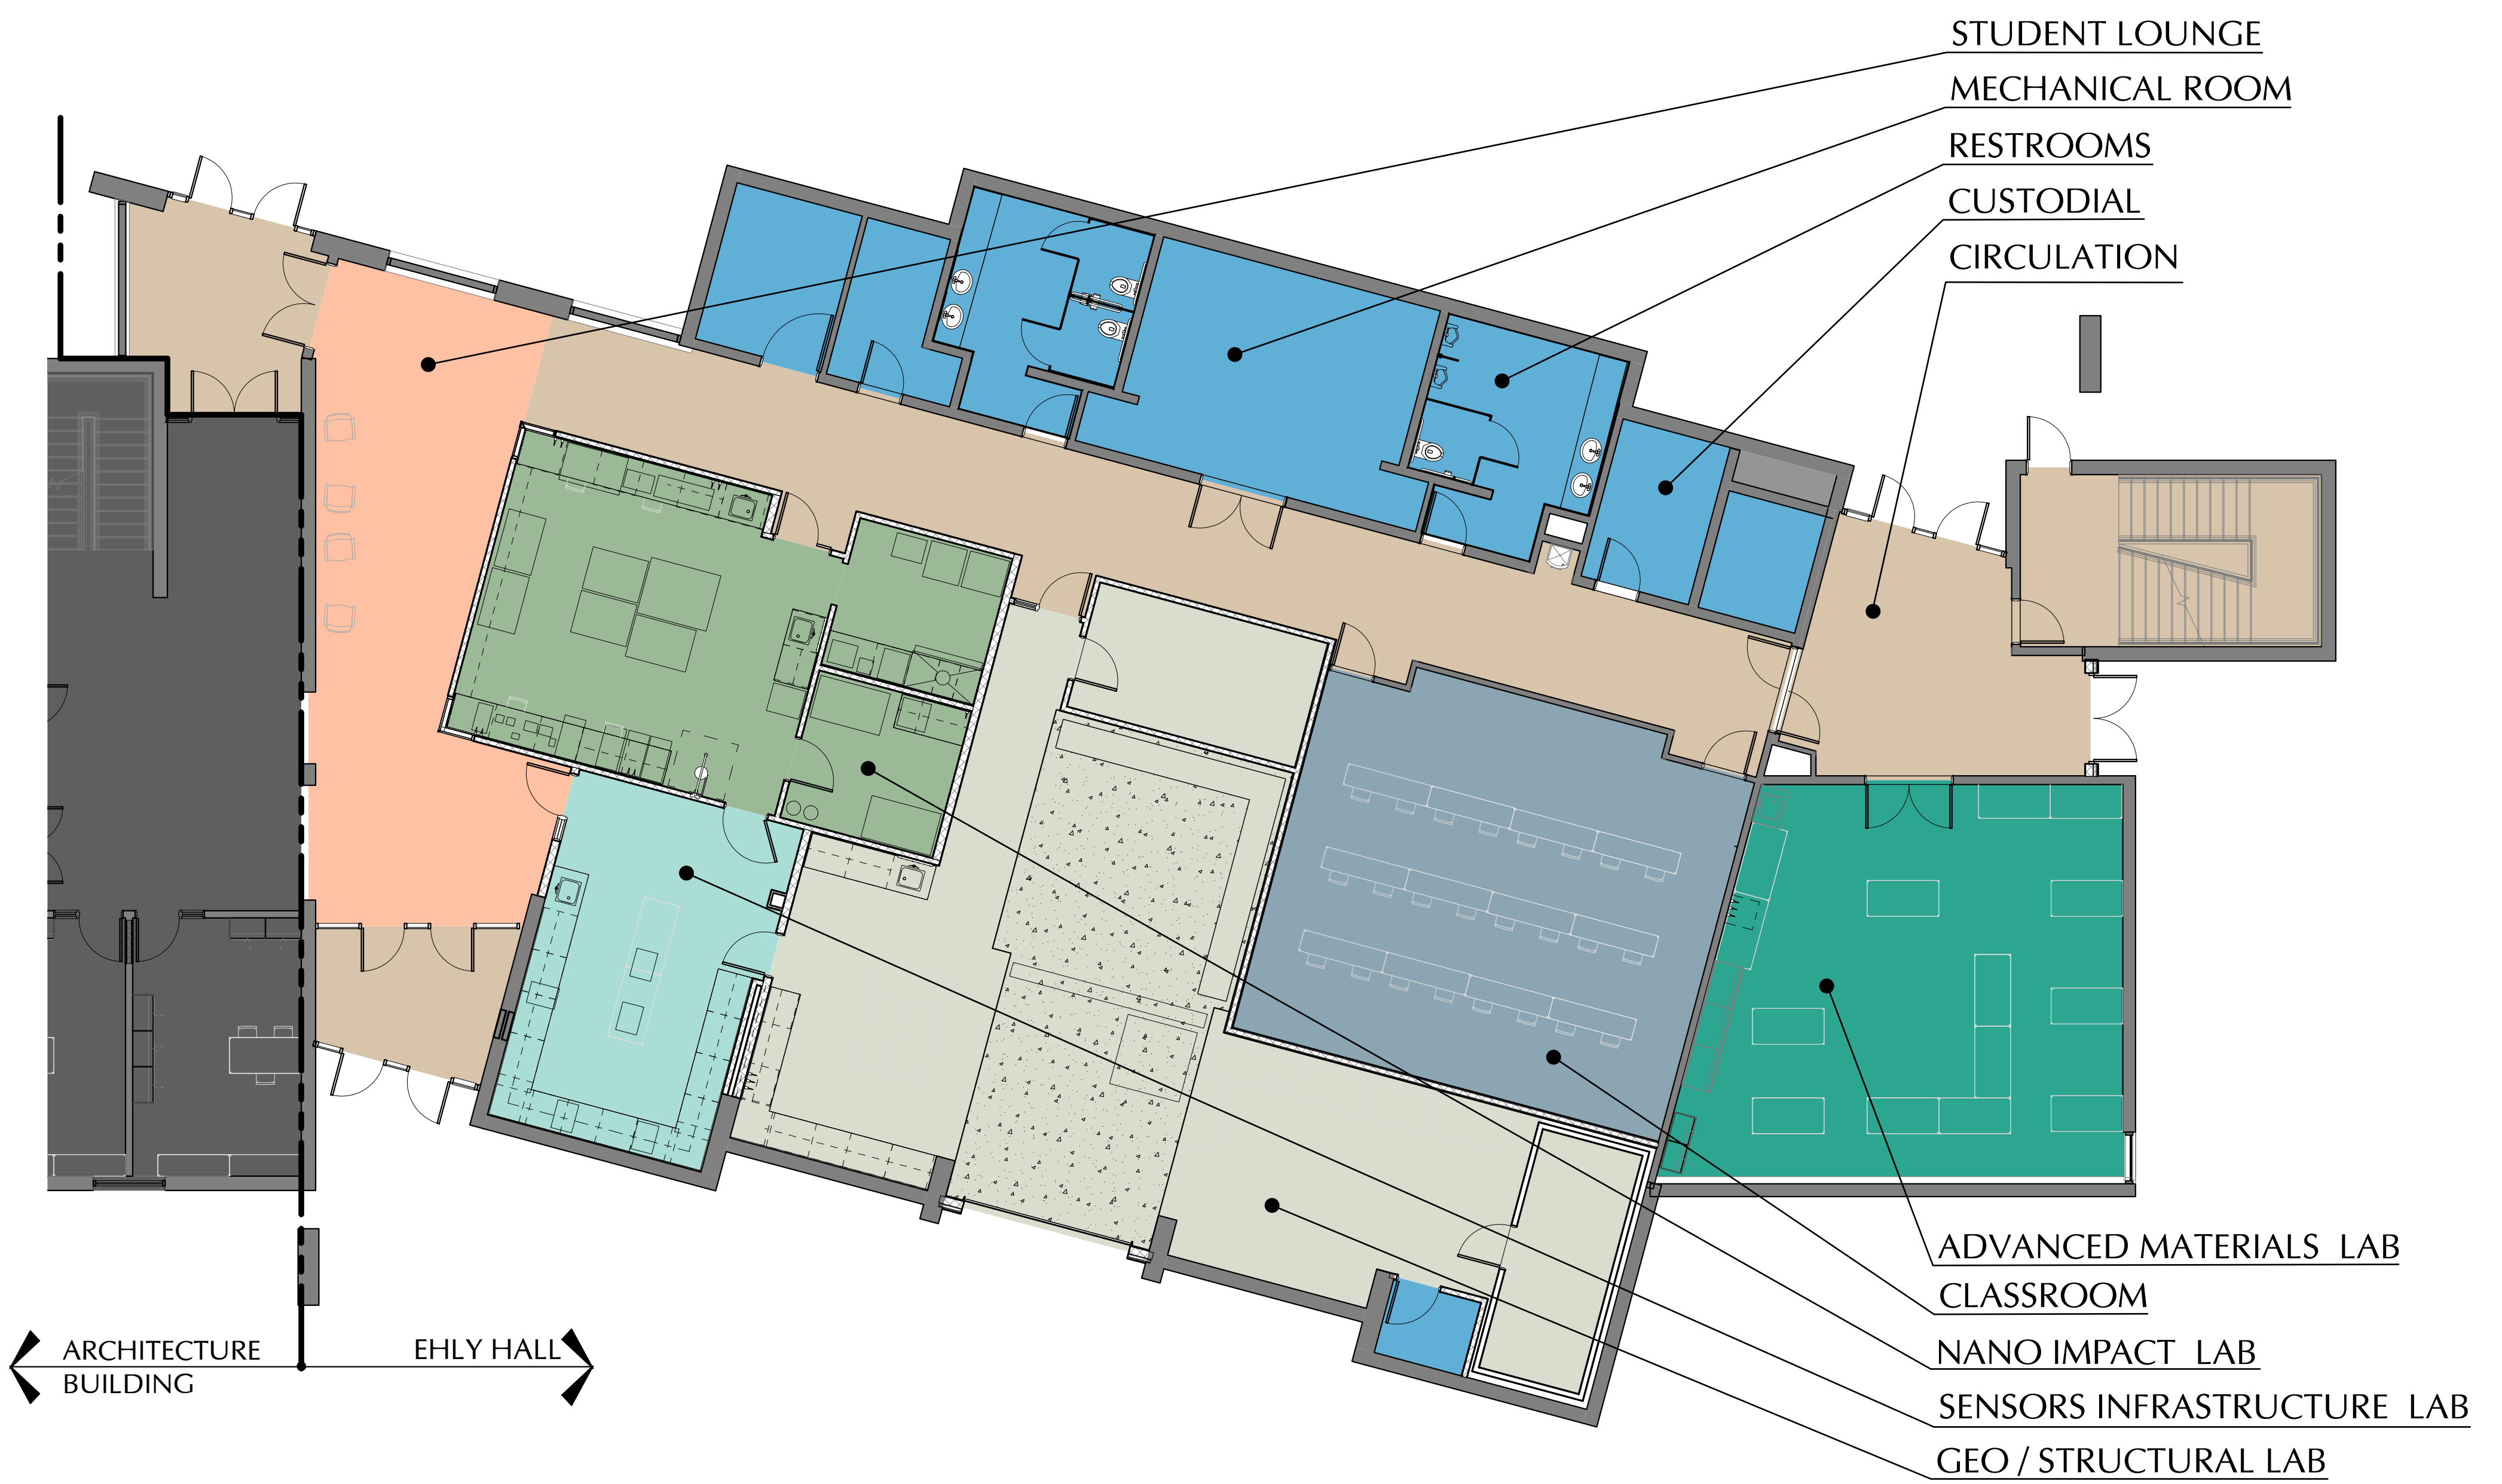 STUDENT LOUNGE
MECHANICAL ROOM
RESTROOMS
CUSTODIAL
CIRCULATION
ADVANCED MATERIALS LAB
CLASSROOM
NANO IMPACT LAB
SENSORS INFRASTRUCTURE LAB
GEO / STRUCTURAL LAB
ARCHITECTURE
BUILDING
EHLY HALL